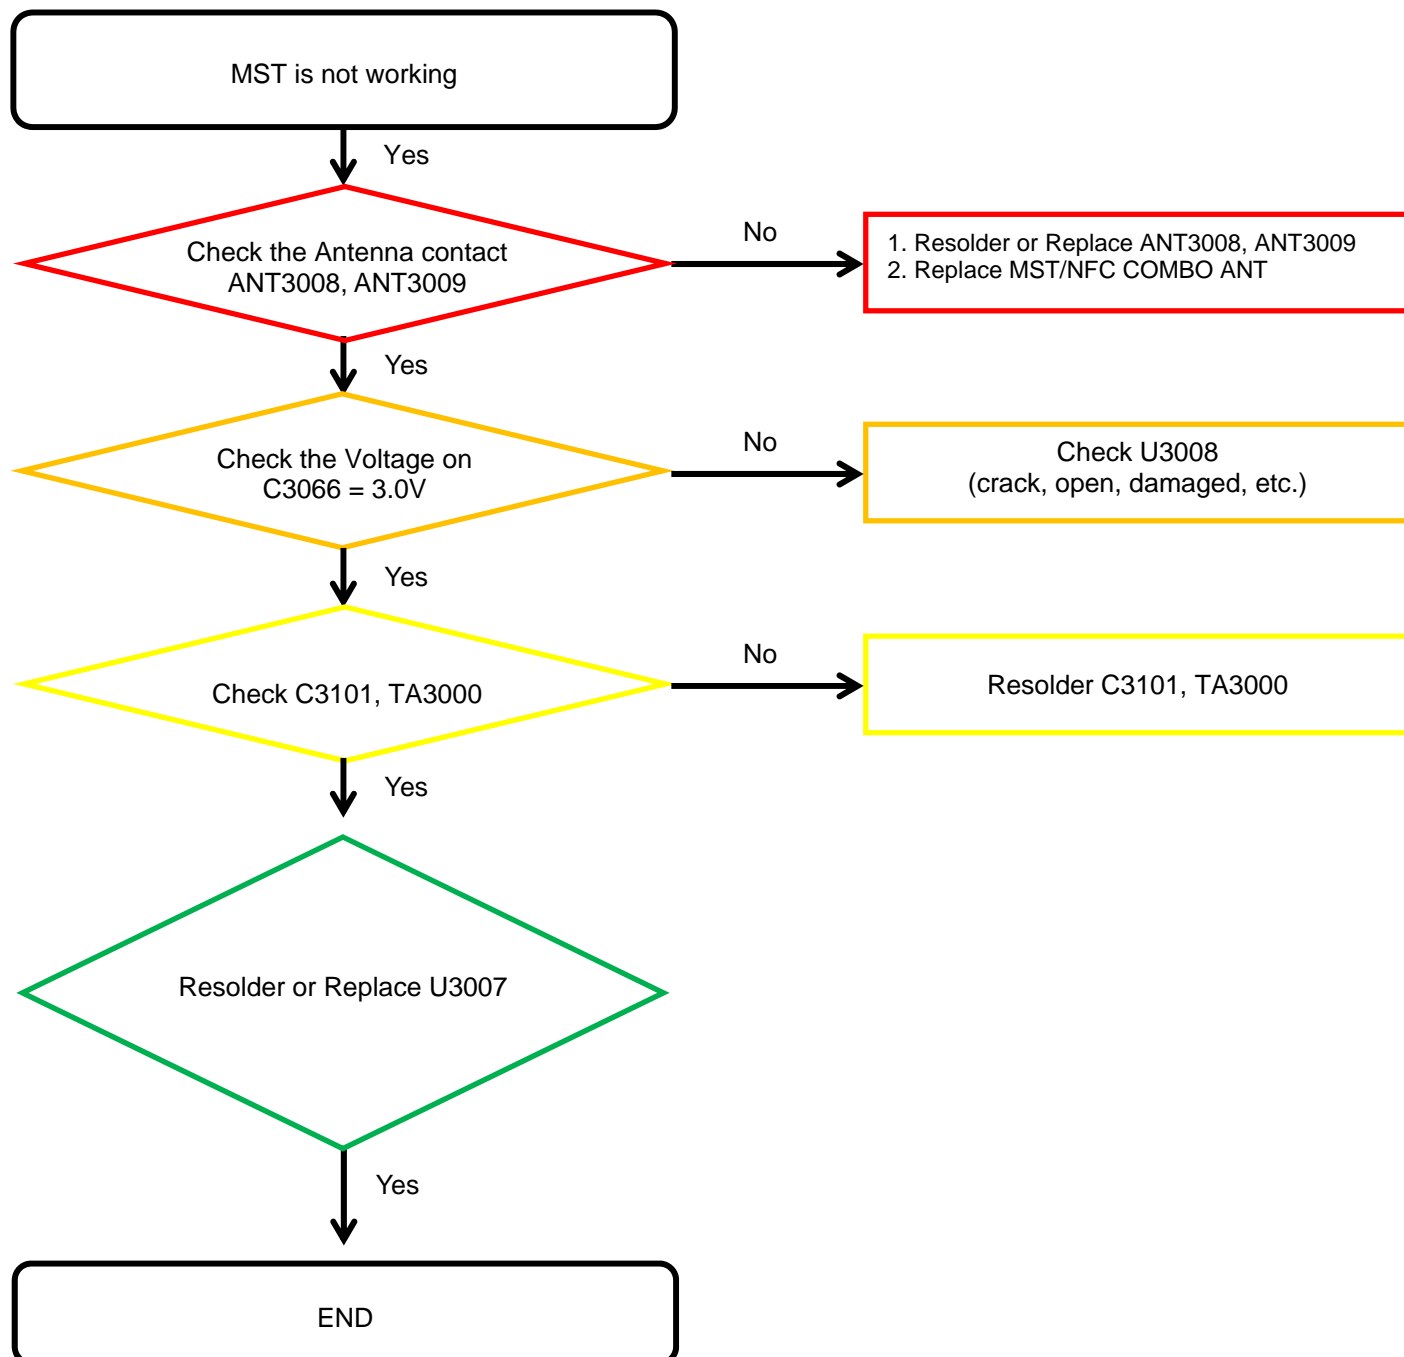 MST is not working
Yes
Check the Antenna contact
ANT3008, ANT3009
No
1. Resolder or Replace ANT3008, ANT3009
2. Replace MST/NFC COMBO ANT
Yes
Check the Voltage on
C3066 = 3.0V
No
Check U3008
(crack, open, damaged, etc.)
Yes
Check C3101, TA3000
No
Resolder C3101, TA3000
Yes
Resolder or Replace U3007
Yes
END